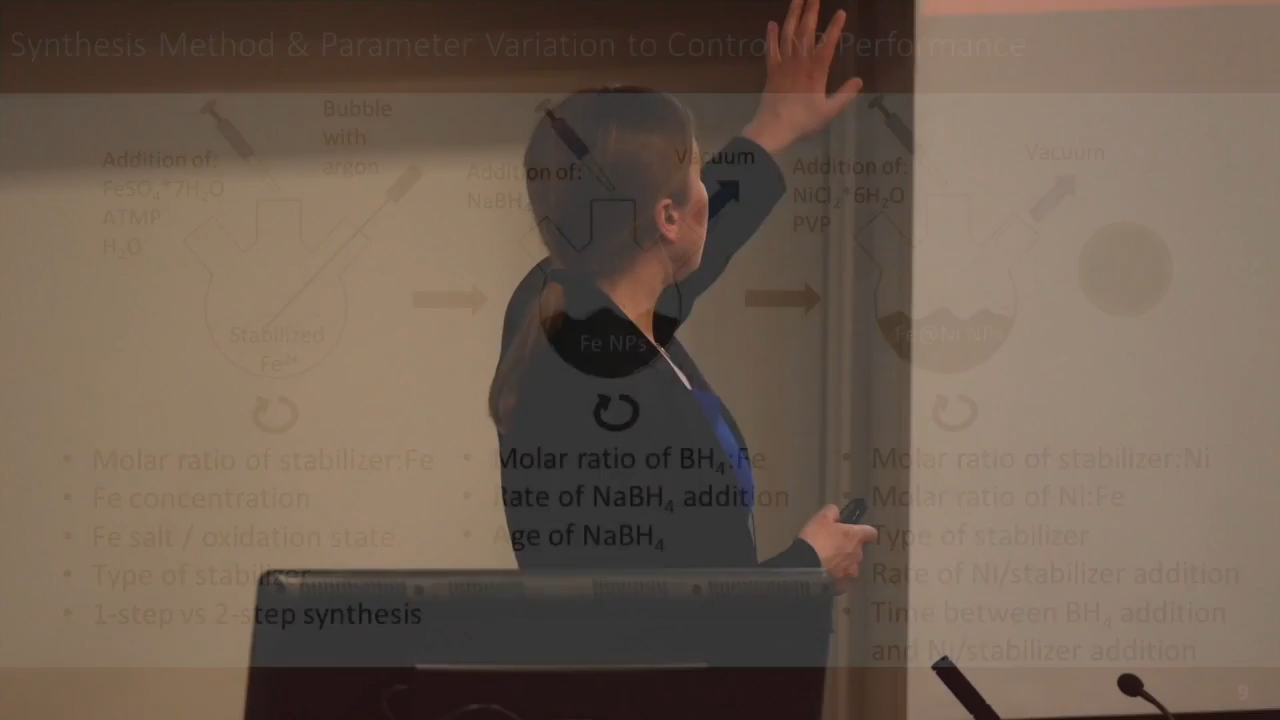 Synthesis Method & Parameter Variation to Control NP Performance
Bubble
with
argon
Addition of:
FeSO₄*7H₂O
ATMP
H₂O
Stabilized
Fe²⁺
Addition of:
NaBH₄
Vacuum
Fe NPs
Addition of:
NiCl₂*6H₂O
PVP
Vacuum
Fe@Ni NPs
• Molar ratio of stabilizer:Fe
• Fe concentration
• Fe salt / oxidation state
• Type of stabilizer
• 1-step vs 2-step synthesis
• Molar ratio of BH₄:Fe
• Rate of NaBH₄ addition
• Age of NaBH₄
• Molar ratio of stabilizer:Ni
• Molar ratio of Ni:Fe
• Type of stabilizer
• Rate of Ni/stabilizer addition
• Time between BH₄ addition
and Ni/stabilizer addition
9